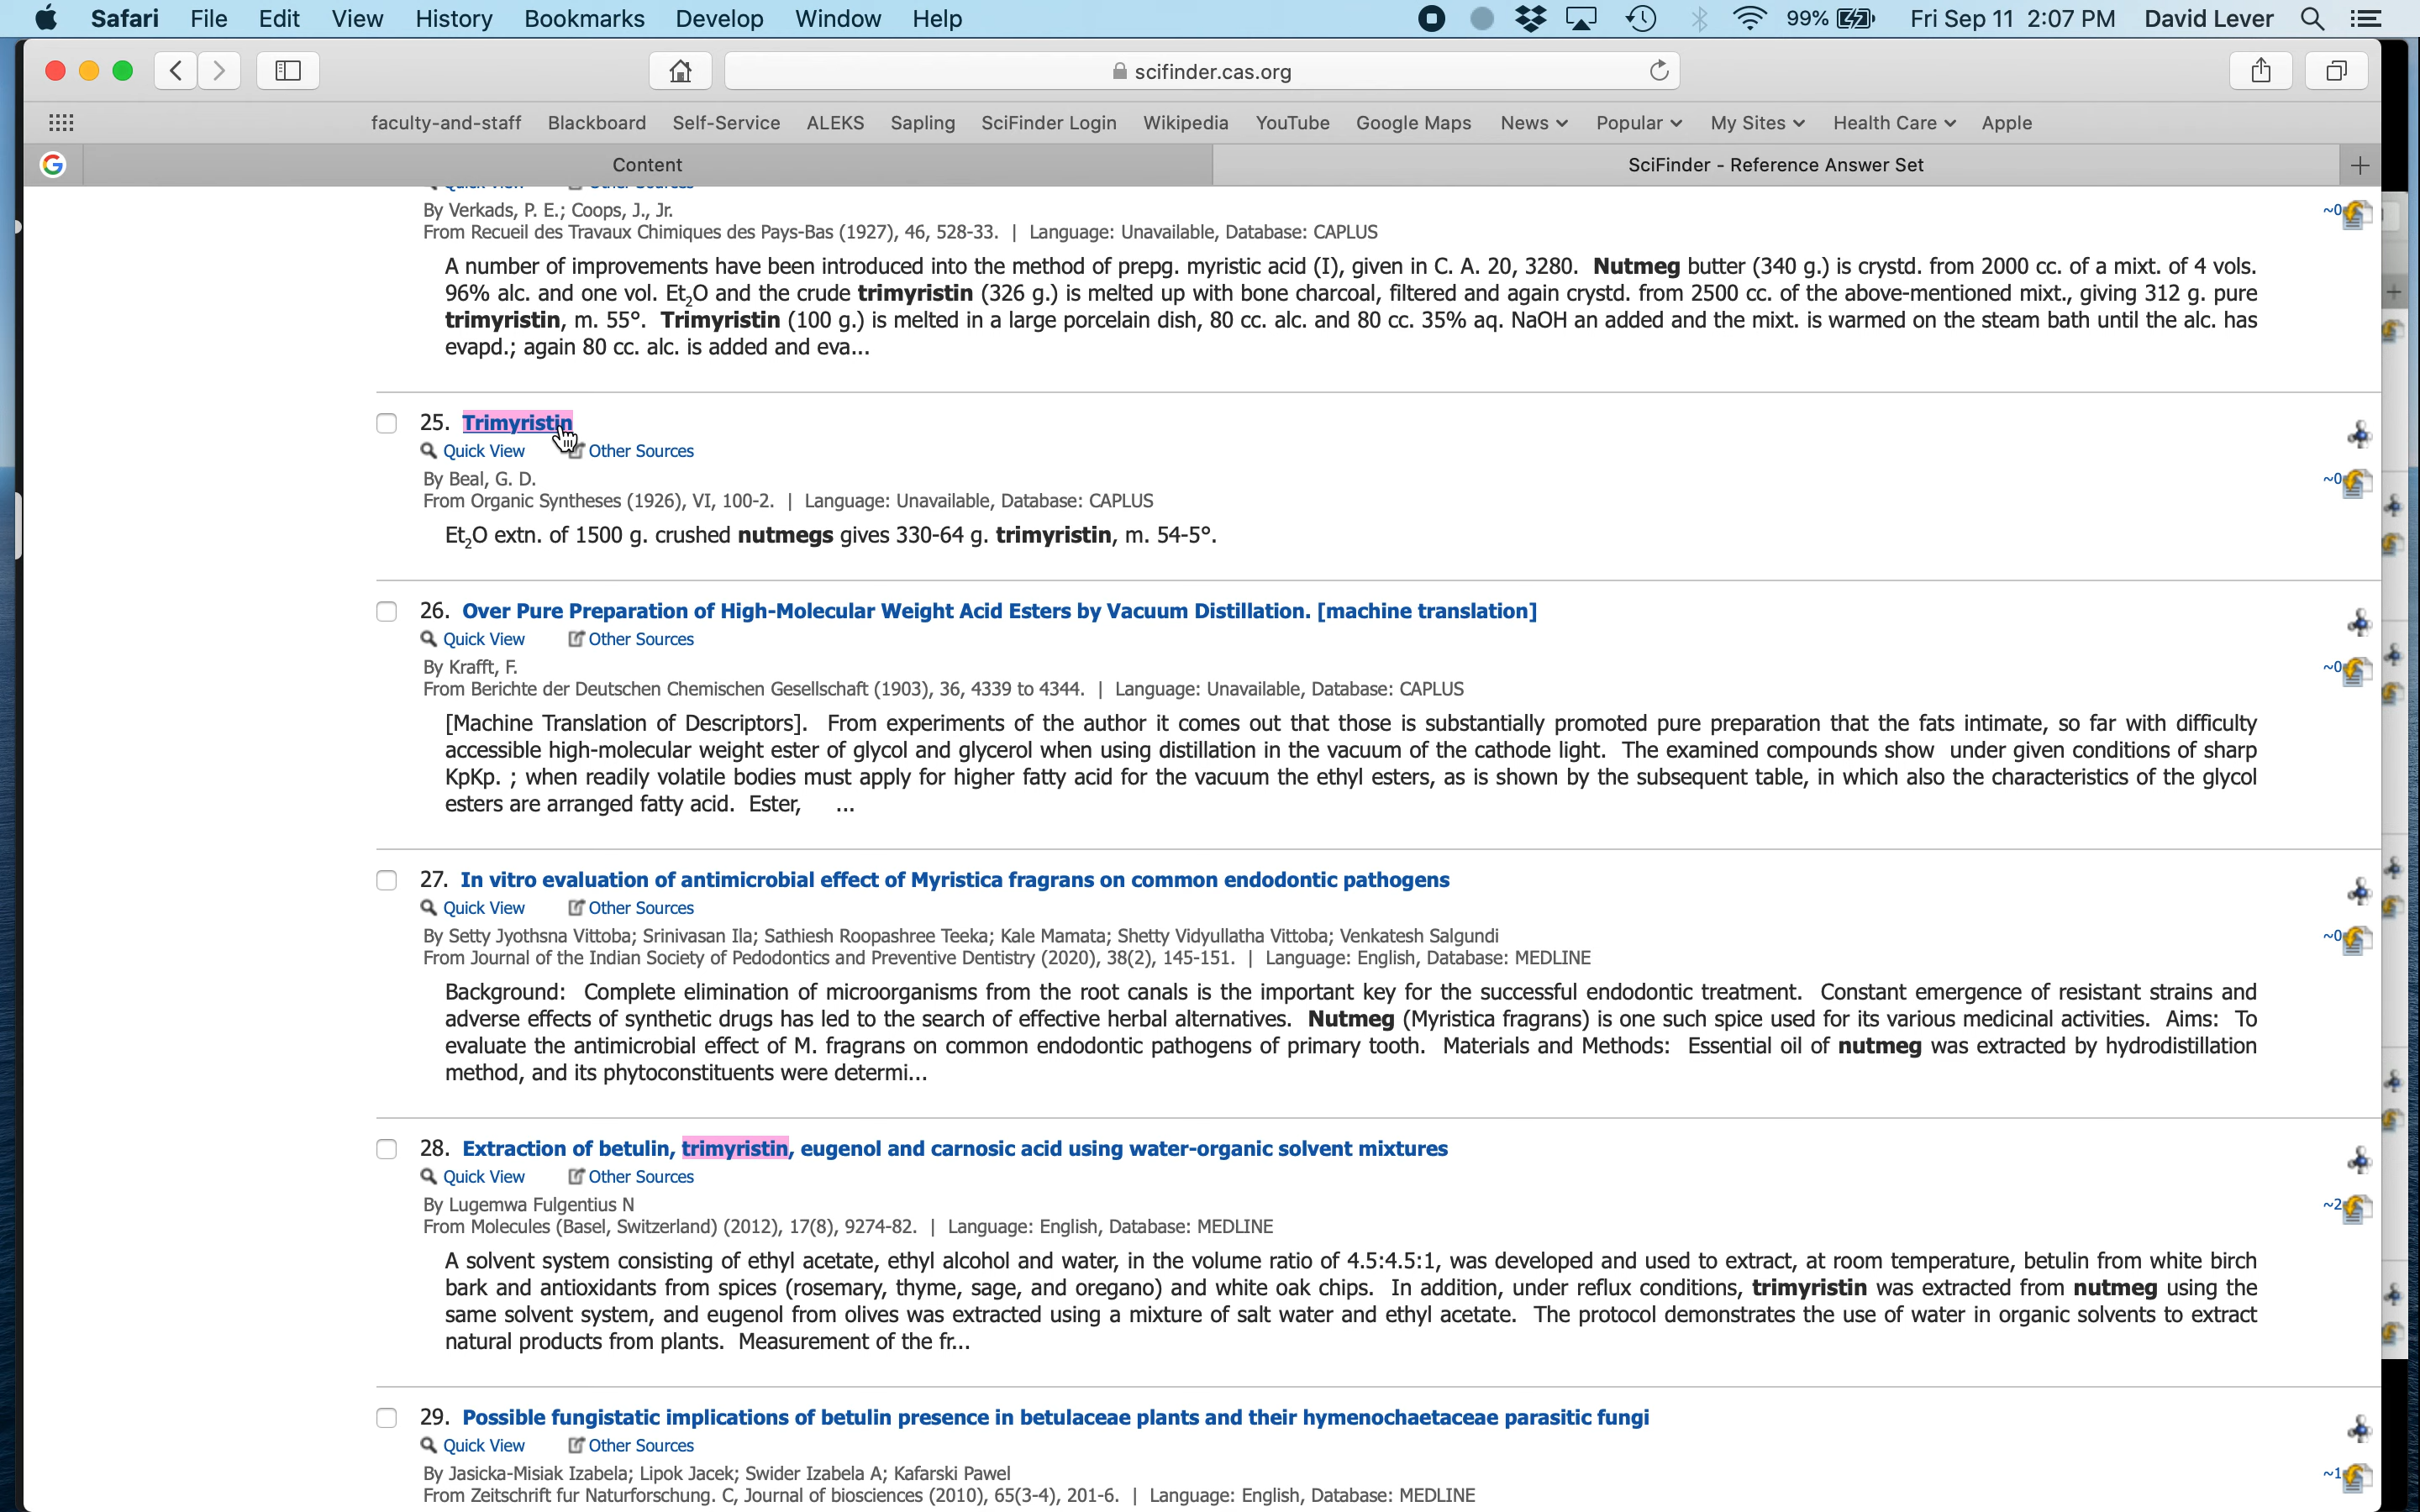 Safari File Edit View History Bookmarks Develop Window Help 99% Fri Sep 11 2:07 PM David Lever
scifinder.cas.org
faculty-and-staff Blackboard Self-Service ALEKS Sapling SciFinder Login Wikipedia YouTube Google Maps News Popular My Sites Health Care Apple
G Content SciFinder - Reference Answer Set +
Quick View Other Sources
By Verkads, P. E.; Coops, J., Jr. ~0
From Recueil des Travaux Chimiques des Pays-Bas (1927), 46, 528-33. | Language: Unavailable, Database: CAPLUS
A number of improvements have been introduced into the method of prepg. myristic acid (I), given in C. A. 20, 3280. Nutmeg butter (340 g.) is crystd. from 2000 cc. of a mixt. of 4 vols.
96% alc. and one vol. Et₂O and the crude trimyristin (326 g.) is melted up with bone charcoal, filtered and again crystd. from 2500 cc. of the above-mentioned mixt., giving 312 g. pure
trimyristin, m. 55°. Trimyristin (100 g.) is melted in a large porcelain dish, 80 cc. alc. and 80 cc. 35% aq. NaOH an added and the mixt. is warmed on the steam bath until the alc. has
evapd.; again 80 cc. alc. is added and eva...
25. Trimyristin
Quick View Other Sources
By Beal, G. D. ~0
From Organic Syntheses (1926), VI, 100-2. | Language: Unavailable, Database: CAPLUS
Et₂O extn. of 1500 g. crushed nutmegs gives 330-64 g. trimyristin, m. 54-5°.
26. Over Pure Preparation of High-Molecular Weight Acid Esters by Vacuum Distillation. [machine translation]
Quick View Other Sources
By Krafft, F. ~0
From Berichte der Deutschen Chemischen Gesellschaft (1903), 36, 4339 to 4344. | Language: Unavailable, Database: CAPLUS
[Machine Translation of Descriptors]. From experiments of the author it comes out that those is substantially promoted pure preparation that the fats intimate, so far with difficulty
accessible high-molecular weight ester of glycol and glycerol when using distillation in the vacuum of the cathode light. The examined compounds show under given conditions of sharp
KpKp. ; when readily volatile bodies must apply for higher fatty acid for the vacuum the ethyl esters, as is shown by the subsequent table, in which also the characteristics of the glycol
esters are arranged fatty acid. Ester, ...
27. In vitro evaluation of antimicrobial effect of Myristica fragrans on common endodontic pathogens
Quick View Other Sources
By Setty Jyothsna Vittoba; Srinivasan Ila; Sathiesh Roopashree Teeka; Kale Mamata; Shetty Vidyullatha Vittoba; Venkatesh Salgundi ~0
From Journal of the Indian Society of Pedodontics and Preventive Dentistry (2020), 38(2), 145-151. | Language: English, Database: MEDLINE
Background: Complete elimination of microorganisms from the root canals is the important key for the successful endodontic treatment. Constant emergence of resistant strains and
adverse effects of synthetic drugs has led to the search of effective herbal alternatives. Nutmeg (Myristica fragrans) is one such spice used for its various medicinal activities. Aims: To
evaluate the antimicrobial effect of M. fragrans on common endodontic pathogens of primary tooth. Materials and Methods: Essential oil of nutmeg was extracted by hydrodistillation
method, and its phytoconstituents were determi...
28. Extraction of betulin, trimyristin, eugenol and carnosic acid using water-organic solvent mixtures
Quick View Other Sources
By Lugemwa Fulgentius N ~2
From Molecules (Basel, Switzerland) (2012), 17(8), 9274-82. | Language: English, Database: MEDLINE
A solvent system consisting of ethyl acetate, ethyl alcohol and water, in the volume ratio of 4.5:4.5:1, was developed and used to extract, at room temperature, betulin from white birch
bark and antioxidants from spices (rosemary, thyme, sage, and oregano) and white oak chips. In addition, under reflux conditions, trimyristin was extracted from nutmeg using the
same solvent system, and eugenol from olives was extracted using a mixture of salt water and ethyl acetate. The protocol demonstrates the use of water in organic solvents to extract
natural products from plants. Measurement of the fr...
29. Possible fungistatic implications of betulin presence in betulaceae plants and their hymenochaetaceae parasitic fungi
Quick View Other Sources
By Jasicka-Misiak Izabela; Lipok Jacek; Swider Izabela A; Kafarski Pawel ~1
From Zeitschrift fur Naturforschung. C, Journal of biosciences (2010), 65(3-4), 201-6. | Language: English, Database: MEDLINE